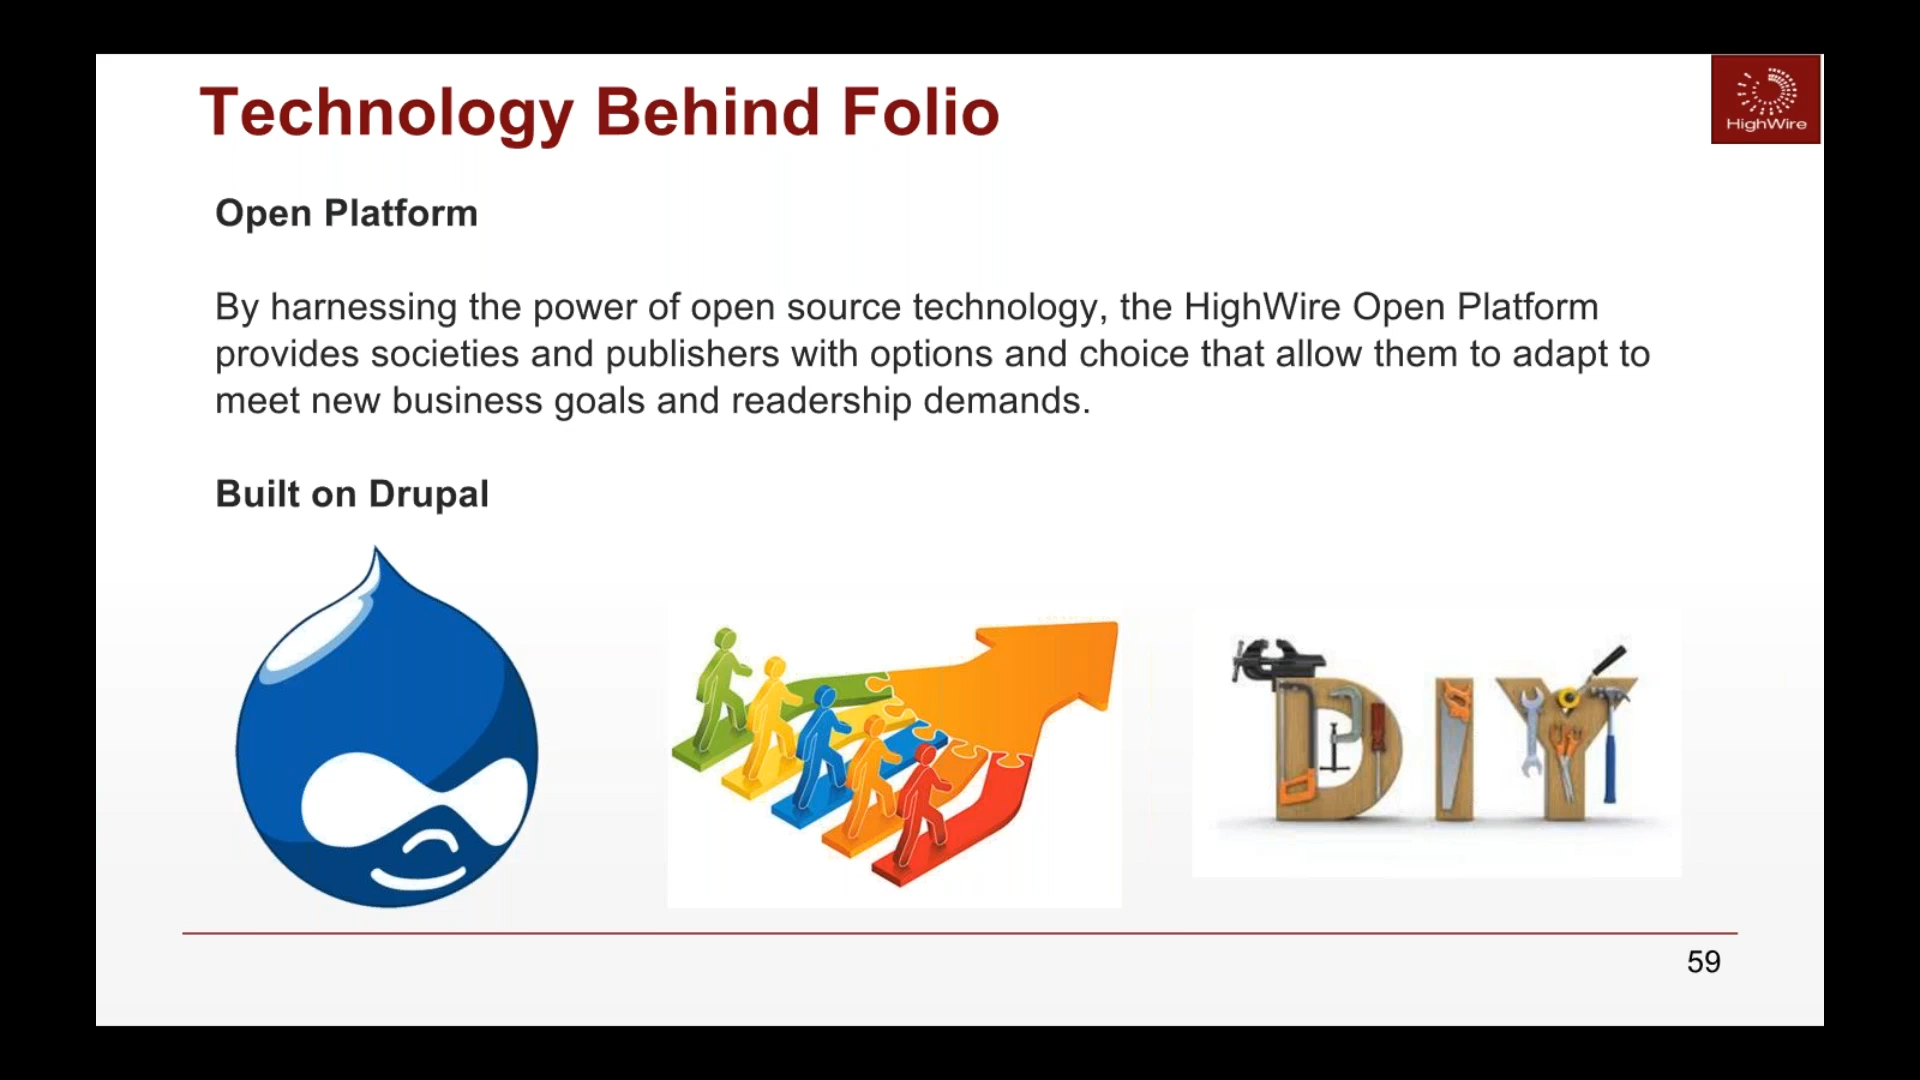 Technology Behind Folio
HighWire
Open Platform
By harnessing the power of open source technology, the HighWire Open Platform
provides societies and publishers with options and choice that allow them to adapt to
meet new business goals and readership demands.
Built on Drupal
DIY
59